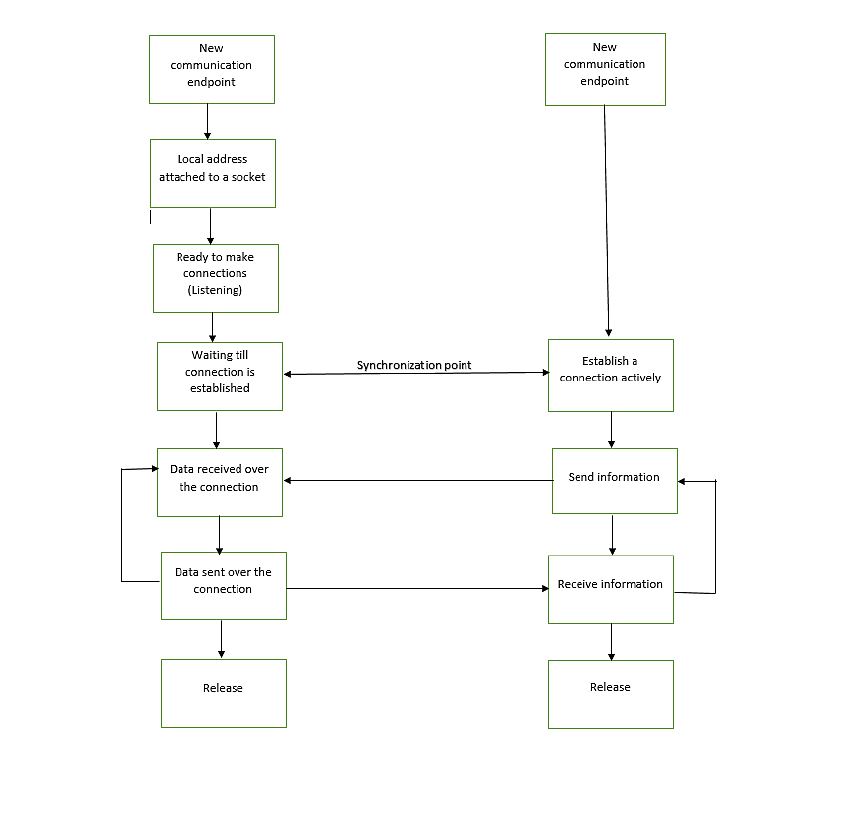 New
communication
endpoint
New
communication
endpoint
Local address
attached to a socket
Ready to make
connections
(Listening)
Waiting till
connection is
established
Synchronization point
Establish a
connection actively
Data received over
the connection
Send information
Data sent over the
connection
Receive information
Release
Release